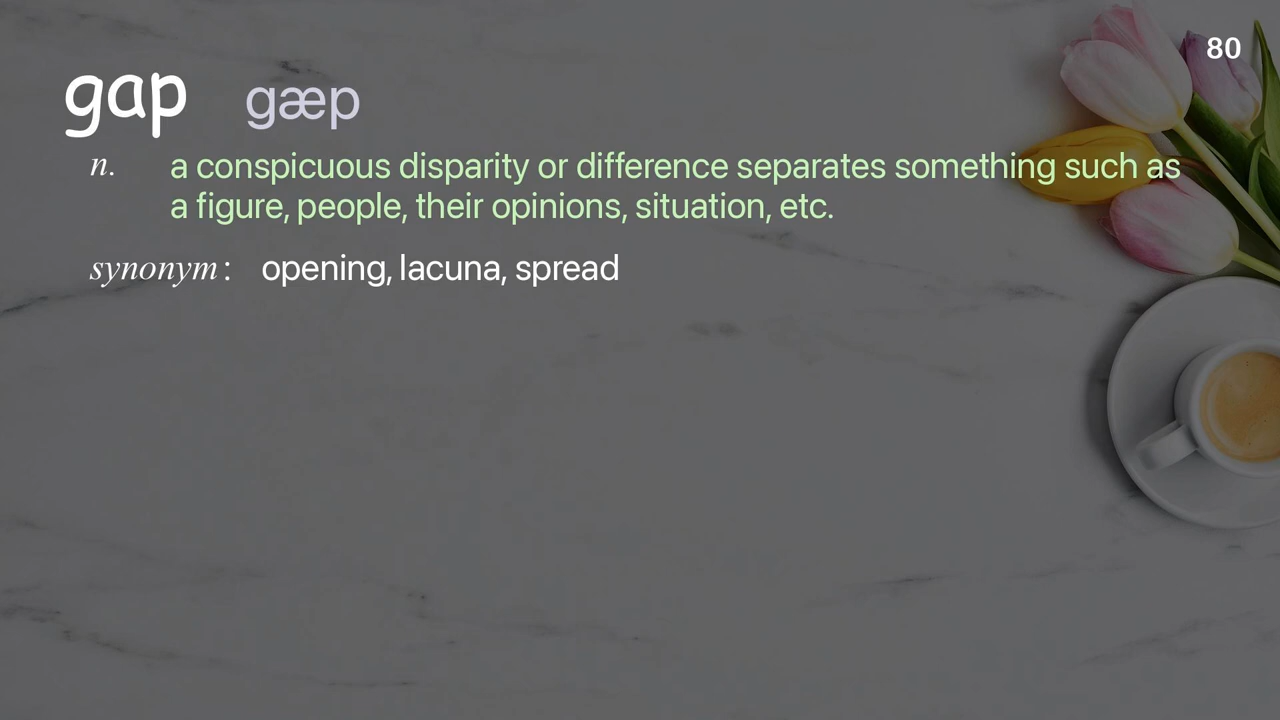 80
gap gæp
n. a conspicuous disparity or difference separates something such as
a figure, people, their opinions, situation, etc.
synonym : opening, lacuna, spread